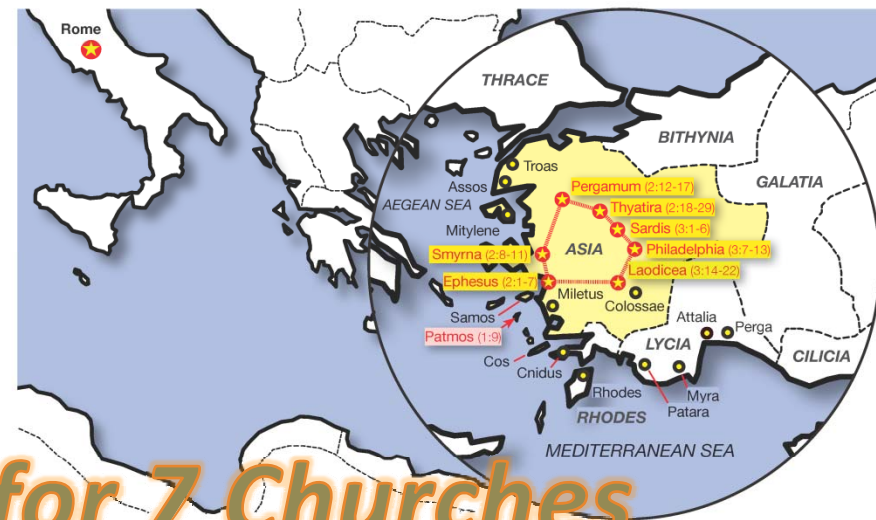 Rome
THRACE
BITHYNIA
GALATIA
Troas
Assos
AEGEAN SEA
Mitylene
Pergamum (2:12-17)
Thyatira (2:18-29)
Sardis (3:1-6)
ASIA
Philadelphia (3:7-13)
Smyrna (2:8-11)
Laodicea (3:14-22)
Ephesus (2:1-7)
Miletus
Colossae
Samos
Patmos (1:9)
Attalia
Perga
LYCIA
CILICIA
Cos
Cnidus
Rhodes
Myra
Patara
RHODES
MEDITERRANEAN SEA
for 7 Churches